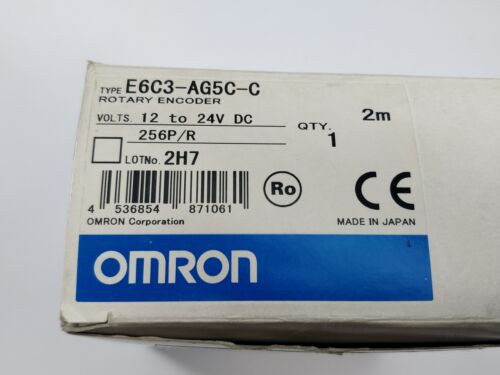 TYPE E6C3-AG5C-C
ROTARY ENCODER
VOLTS. 12 to 24V DC
QTY. 1
2m
256P/R
LOTNo. 2H7
Ro
CE
4 536854 871061
OMRON Corporation
MADE IN JAPAN
OMRON